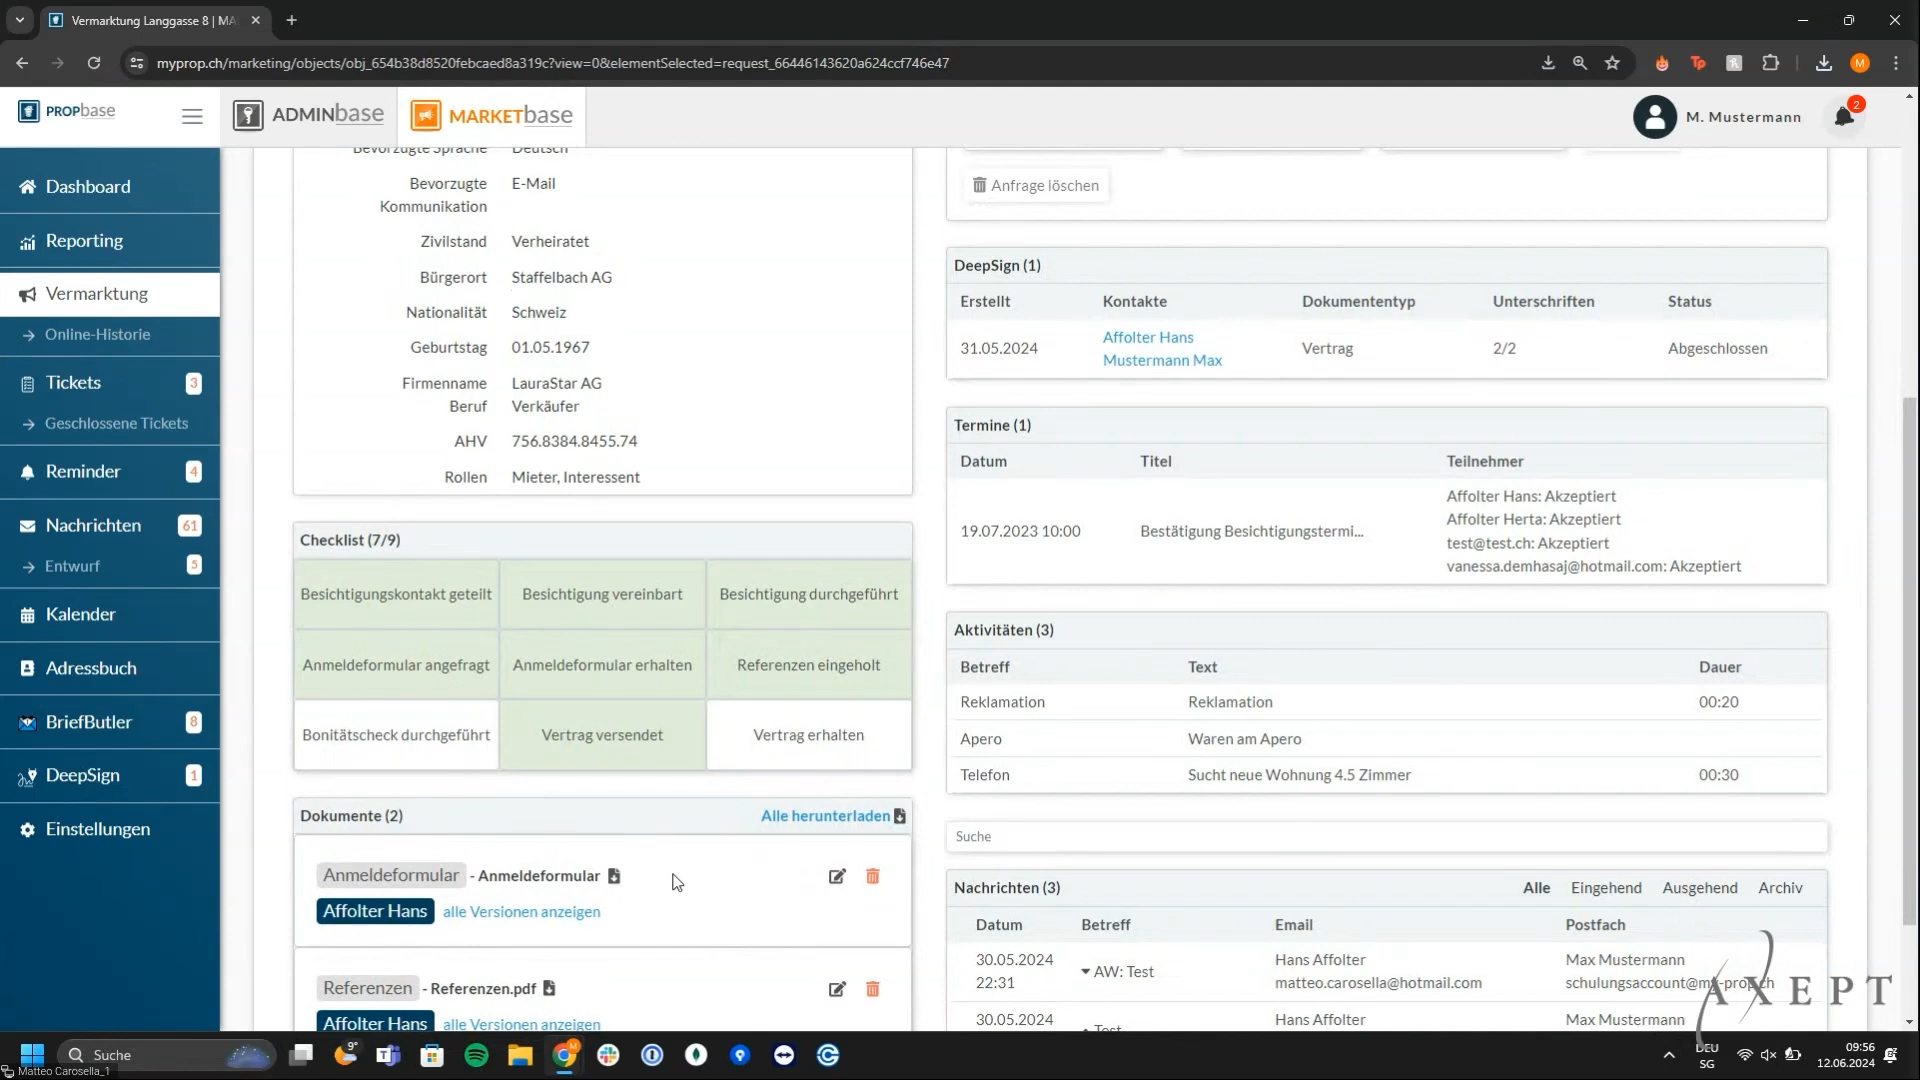 Vermarktung Langgasse 8 | MA
myprop.ch/marketing/objects/obj_654b38d8520febcaed8a319c?view=0&elementSelected=request_66446143620a624ccf746e47
PROPbase
ADMINbase
MARKETbase
M. Mustermann
2
Dashboard
Reporting
Vermarktung
Online-Historie
Tickets 3
Geschlossene Tickets
Reminder 4
Nachrichten 61
Entwurf 5
Kalender
Adressbuch
BriefButler 8
DeepSign 1
Einstellungen
Bevorzugte Sprache Deutsch
Bevorzugte Kommunikation E-Mail
Zivilstand Verheiratet
Bürgerort Staffelbach AG
Nationalität Schweiz
Geburtstag 01.05.1967
Firmenname LauraStar AG
Beruf Verkäufer
AHV 756.8384.8455.74
Rollen Mieter, Interessent
Checklist (7/9)
Besichtigungskontakt geteilt Besichtigung vereinbart Besichtigung durchgeführt
Anmeldeformular angefragt Anmeldeformular erhalten Referenzen eingeholt
Bonitätscheck durchgeführt Vertrag versendet Vertrag erhalten
Dokumente (2) Alle herunterladen
Anmeldeformular - Anmeldeformular
Affolter Hans alle Versionen anzeigen
Referenzen - Referenzen.pdf
Affolter Hans alle Versionen anzeigen
Anfrage löschen
DeepSign (1)
Erstellt Kontakte Dokumententyp Unterschriften Status
31.05.2024 Affolter Hans Mustermann Max Vertrag 2/2 Abgeschlossen
Termine (1)
Datum Titel Teilnehmer
19.07.2023 10:00 Bestätigung Besichtigungstermi...
Affolter Hans: Akzeptiert
Affolter Herta: Akzeptiert
test@test.ch: Akzeptiert
vanessa.demhasaj@hotmail.com: Akzeptiert
Aktivitäten (3)
Betreff Text Dauer
Reklamation Reklamation 00:20
Apero Waren am Apero
Telefon Sucht neue Wohnung 4.5 Zimmer 00:30
Suche
Nachrichten (3) Alle Eingehend Ausgehend Archiv
Datum Betreff Email Postfach
30.05.2024 Hans Affolter Max Mustermann
22:31 AW: Test matteo.carosella@hotmail.com schulungsaccount@my-prop.ch
30.05.2024 Hans Affolter Max Mustermann
Test
AXEPT
Suche
9°
DEU
SG
09:56
12.06.2024
Matteo Carosella_1